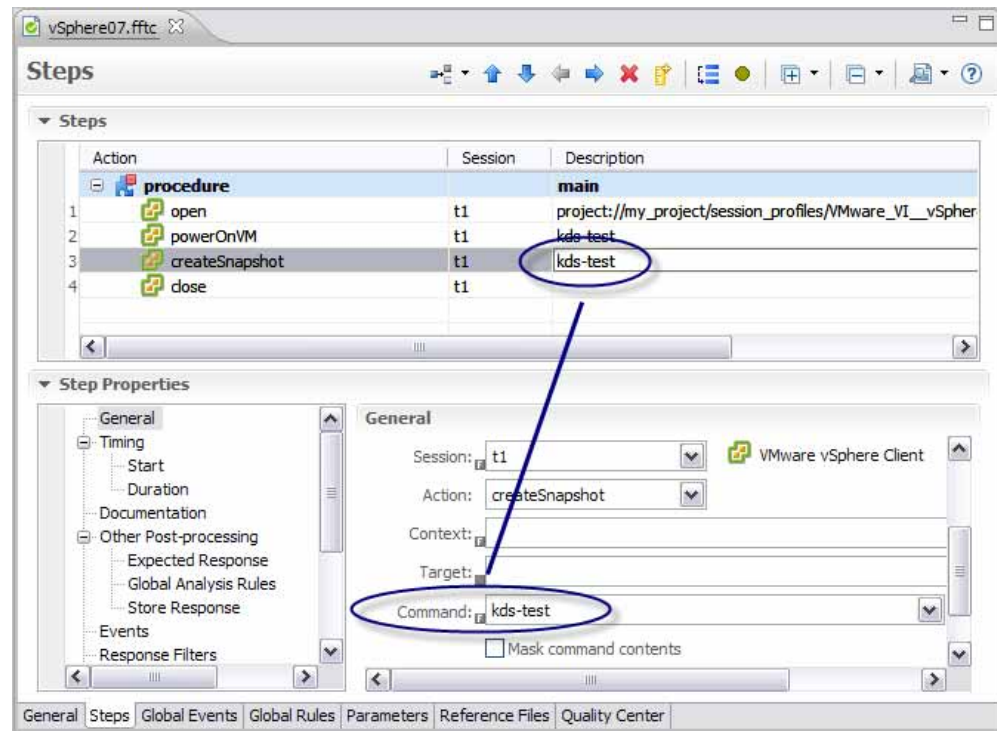 vSphere07.fftc
Steps
Steps
Action Session Description
procedure main
1 open t1 project://my_project/session_profiles/VMware_VI__vSpher
2 powerOnVM t1 kds-test
3 createSnapshot t1 kds-test
4 close t1
Step Properties
General
Timing
Start
Duration
Documentation
Other Post-processing
Expected Response
Global Analysis Rules
Store Response
Events
Response Filters
General
Session: t1 VMware vSphere Client
Action: createSnapshot
Context:
Target:
Command: kds-test
Mask command contents
General Steps Global Events Global Rules Parameters Reference Files Quality Center